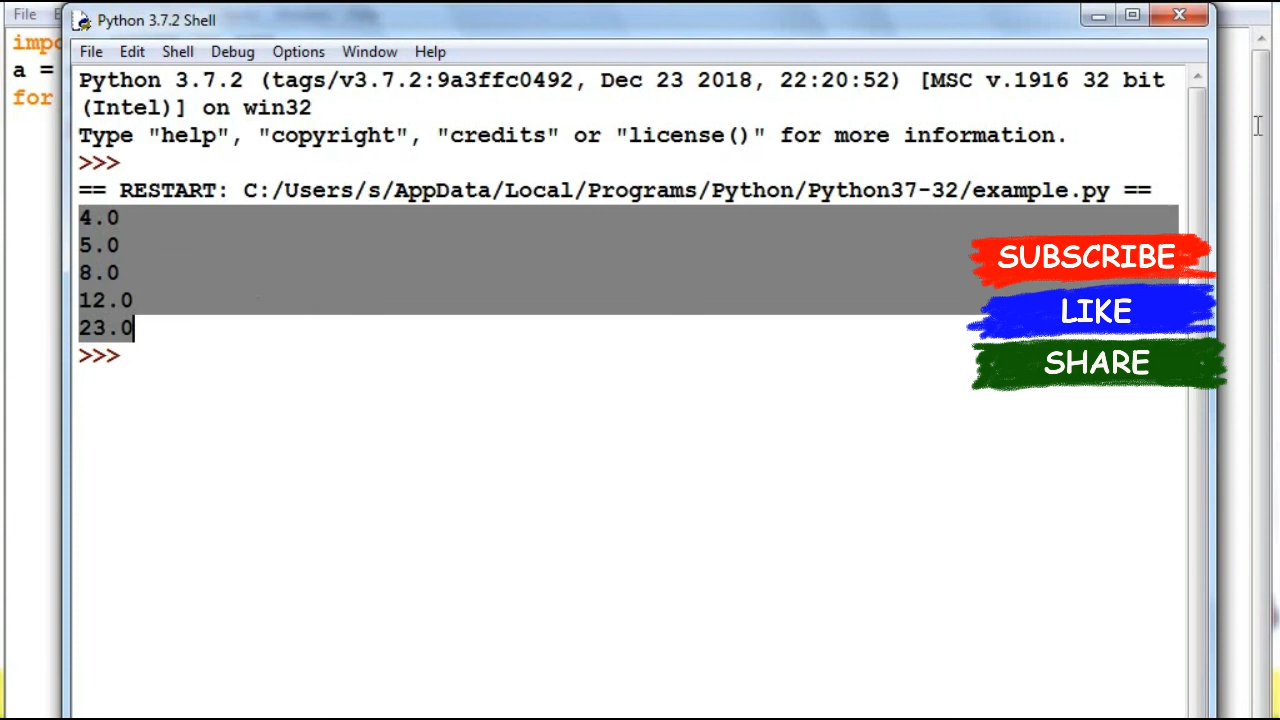 File
Python 3.7.2 Shell
File Edit Shell Debug Options Window Help
impo
a =
for
Python 3.7.2 (tags/v3.7.2:9a3ffc0492, Dec 23 2018, 22:20:52) [MSC v.1916 32 bit
(Intel)] on win32
Type "help", "copyright", "credits" or "license()" for more information.
>>>
== RESTART: C:/Users/s/AppData/Local/Programs/Python/Python37-32/example.py ==
4.0
5.0
8.0
12.0
23.0
>>>
SUBSCRIBE
LIKE
SHARE